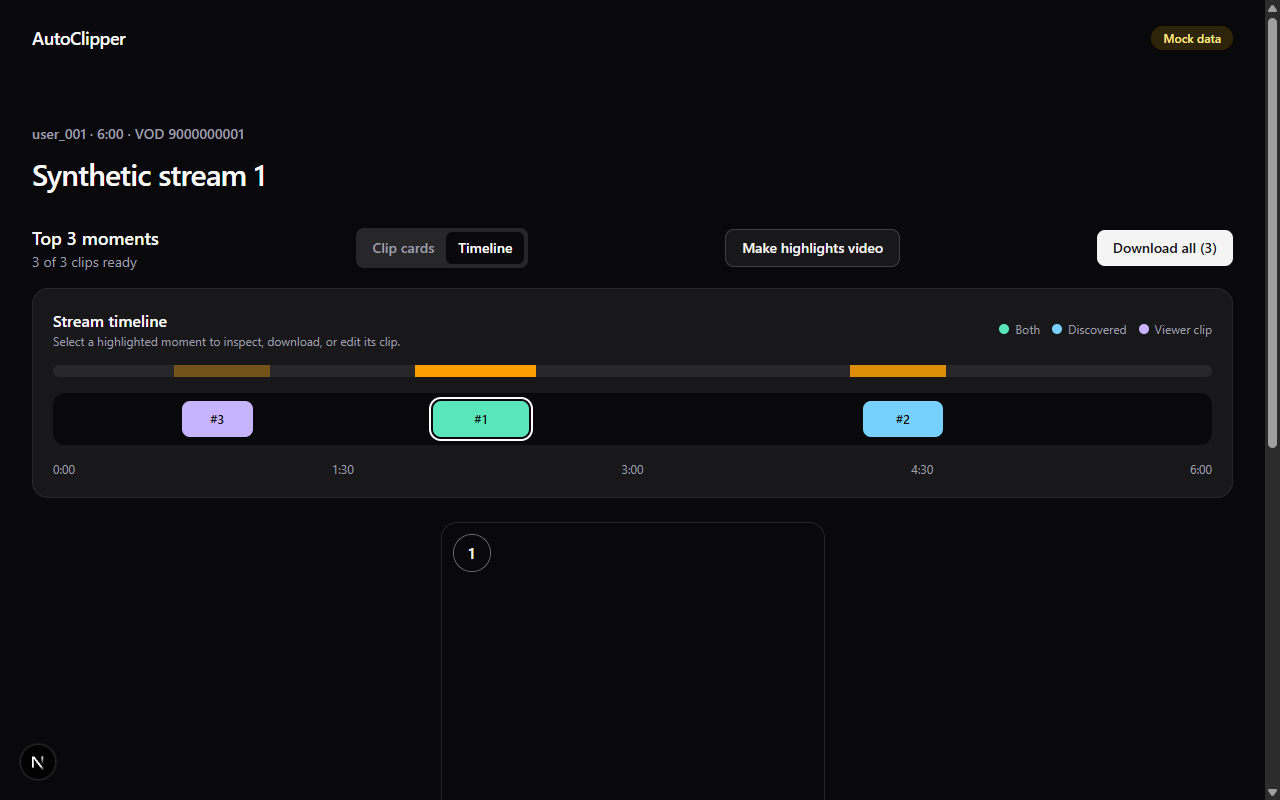 AutoClipper
Mock data
user_001 · 6:00 · VOD 9000000001
Synthetic stream 1
Top 3 moments
3 of 3 clips ready
Clip cards
Timeline
Make highlights video
Download all (3)
Stream timeline
Select a highlighted moment to inspect, download, or edit its clip.
Both
Discovered
Viewer clip
#3
#1
#2
0:00
1:30
3:00
4:30
6:00
1
N